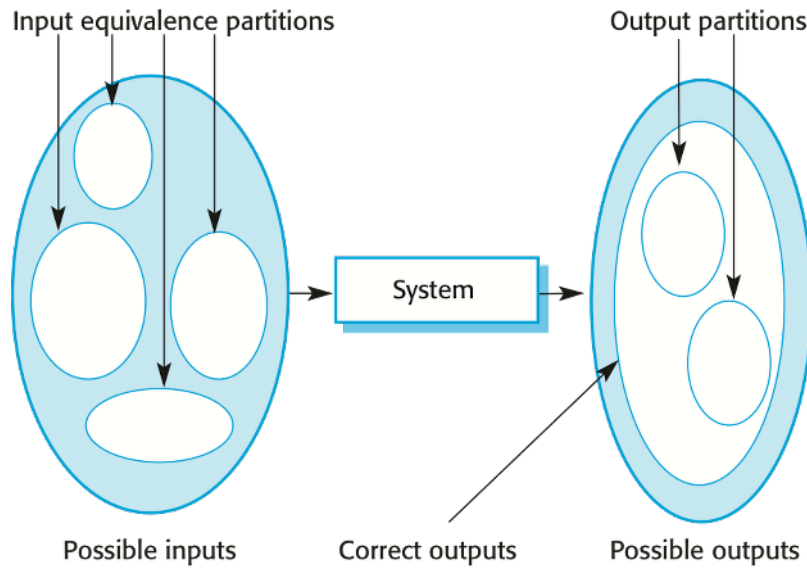 Input equivalence partitions
Output partitions
System
Possible inputs
Correct outputs
Possible outputs